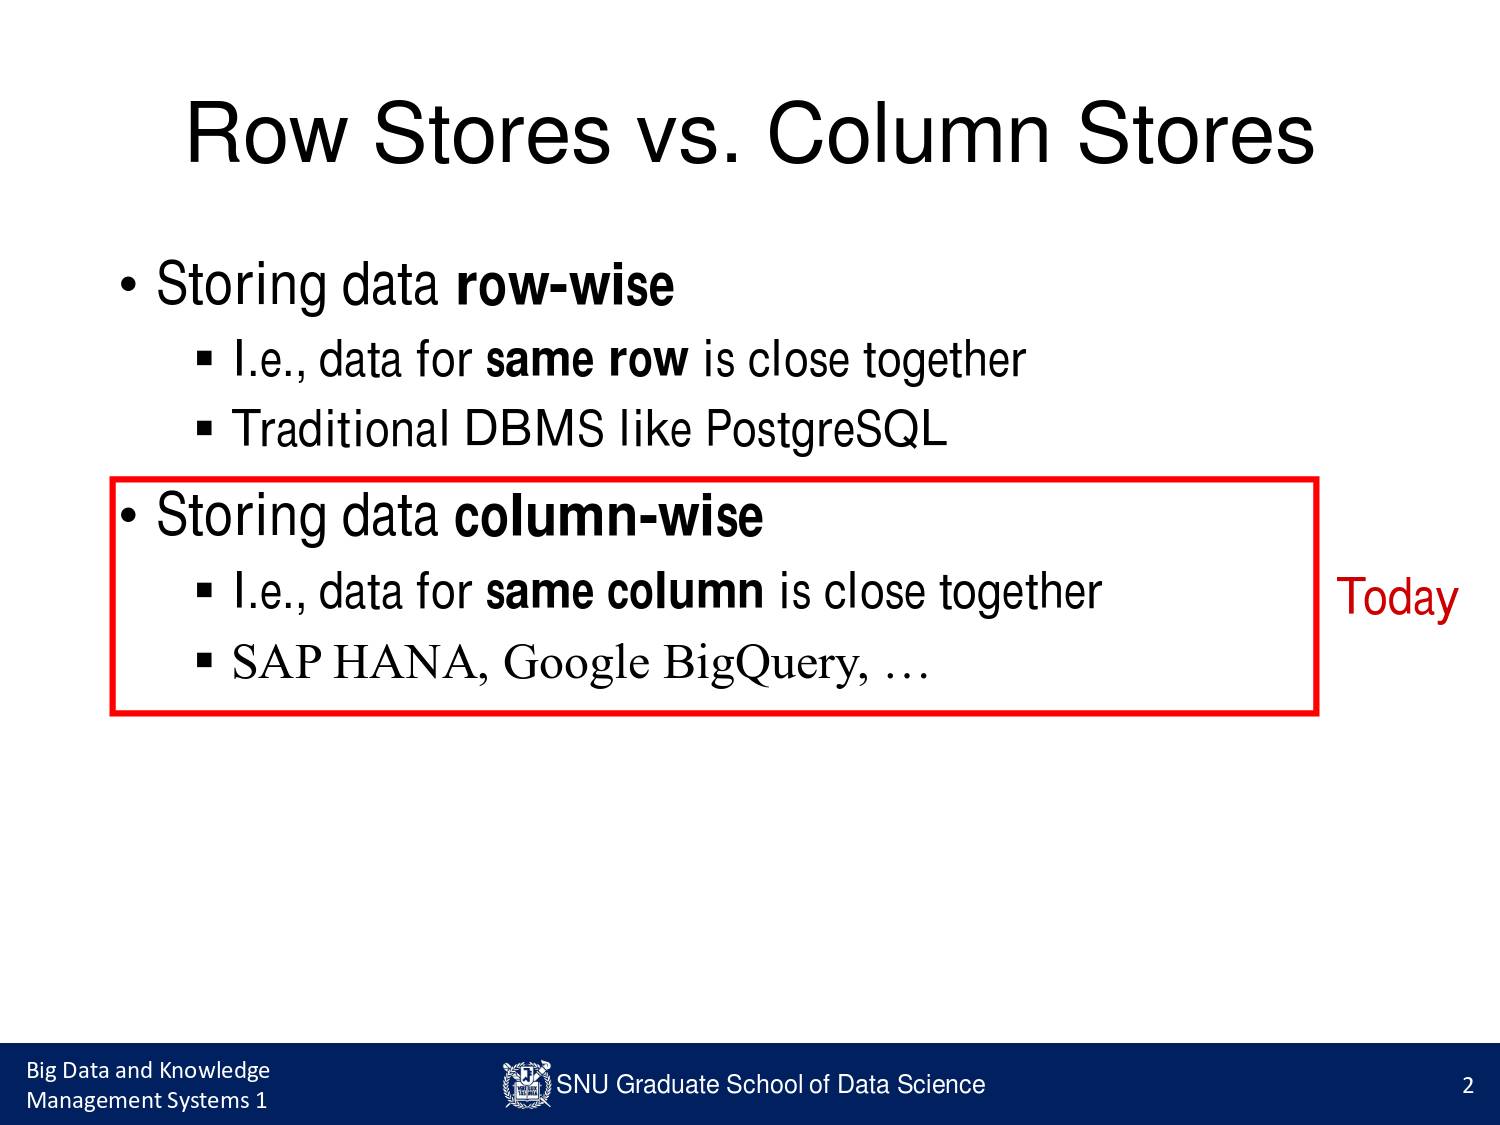 Row Stores vs. Column Stores
• Storing data row-wise
▪ I.e., data for same row is close together
▪ Traditional DBMS like PostgreSQL
• Storing data column-wise
▪ I.e., data for same column is close together
▪ SAP HANA, Google BigQuery, …
Today
Big Data and Knowledge
Management Systems 1
SNU Graduate School of Data Science
2